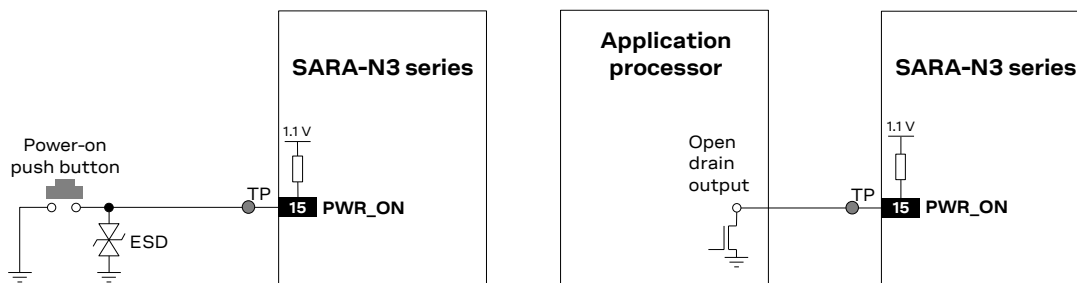 SARA-N3 series
1.1 V
Power-on
push button
TP
15 PWR_ON
ESD
Application
processor
SARA-N3 series
1.1 V
Open
drain
output
TP
15 PWR_ON